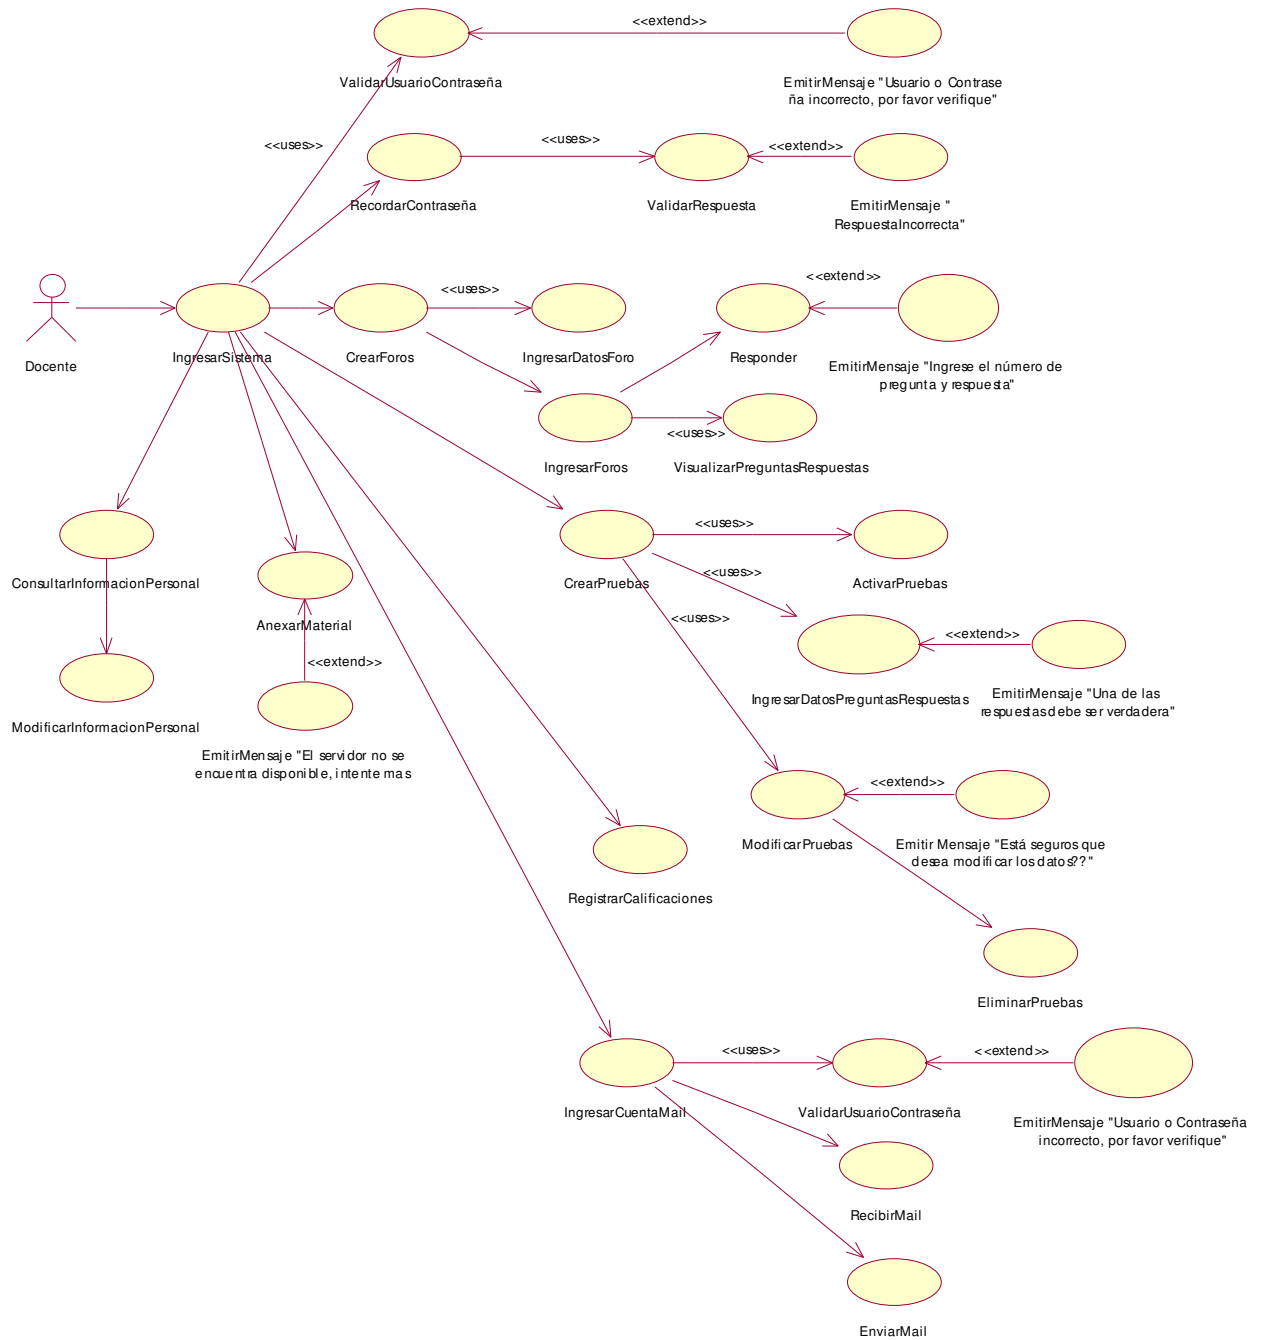 <<extend>>
ValidarUsuarioContraseña
EmitirMensaje "Usuario o Contrase
ña incorrecto, por favor verifique"
<<uses>>
<<uses>>
<<extend>>
RecordarContraseña
ValidarRespuesta
EmitirMensaje "
RespuestaIncorrecta"
<<uses>>
<<extend>>
Docente
IngresarSistema
CrearForos
IngresarDatosForo
Responder
EmitirMensaje "Ingrese el número de
pregunta y respuesta"
<<uses>>
IngresarForos
VisualizarPreguntasRespuestas
<<uses>>
ConsultarInformacionPersonal
CrearPruebas
ActivarPruebas
<<uses>>
<<uses>>
AnexarMaterial
<<extend>>
<<extend>>
IngresarDatosPreguntasRespuestas
EmitirMensaje "Una de las
respuestas debe ser verdadera"
ModificarInformacionPersonal
EmitirMensaje "El servidor no se
encuentra disponible, intente mas
<<extend>>
ModificarPruebas
Emitir Mensaje "Está seguros que
desea modificar los datos??"
RegistrarCalificaciones
EliminarPruebas
<<uses>>
<<extend>>
IngresarCuentaMail
ValidarUsuarioContraseña
EmitirMensaje "Usuario o Contraseña
incorrecto, por favor verifique"
RecibirMail
EnviarMail